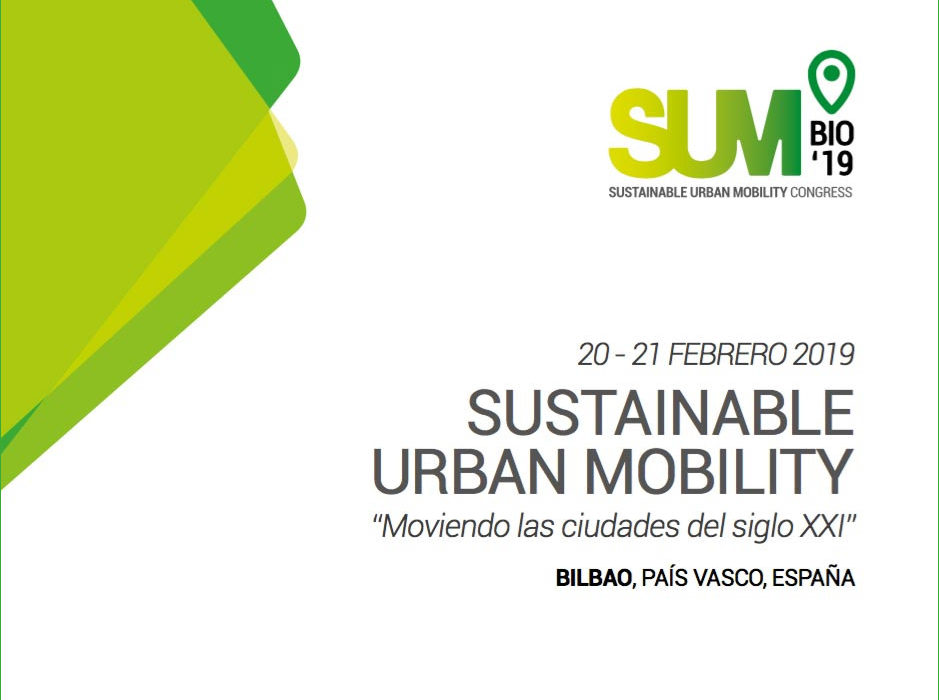 SUM
BIO
‘19
SUSTAINABLE URBAN MOBILITY CONGRESS
20 - 21 FEBRERO 2019
SUSTAINABLE
URBAN MOBILITY
“Moviendo las ciudades del siglo XXI”
BILBAO, PAÍS VASCO, ESPAÑA